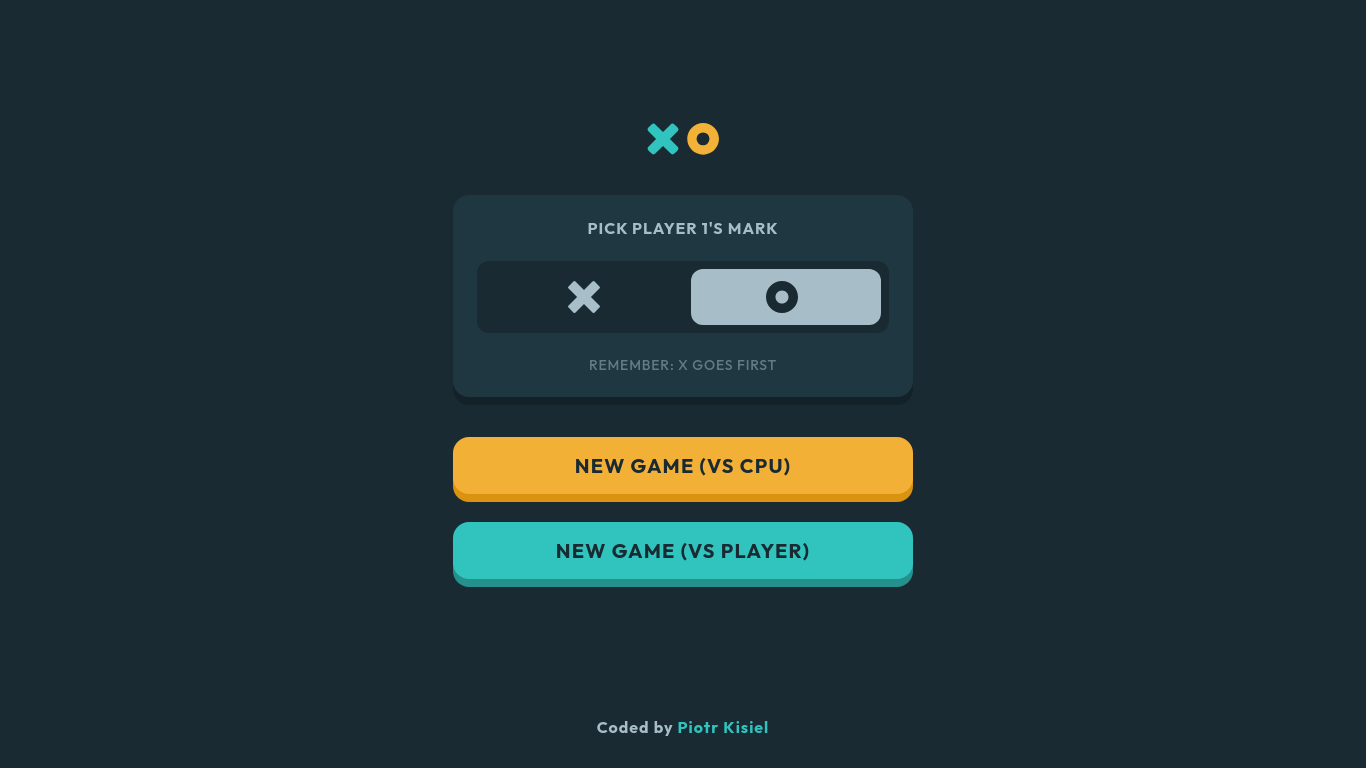 PICK PLAYER 1'S MARK
REMEMBER: X GOES FIRST
NEW GAME (VS CPU)
NEW GAME (VS PLAYER)
Coded by Piotr Kisiel